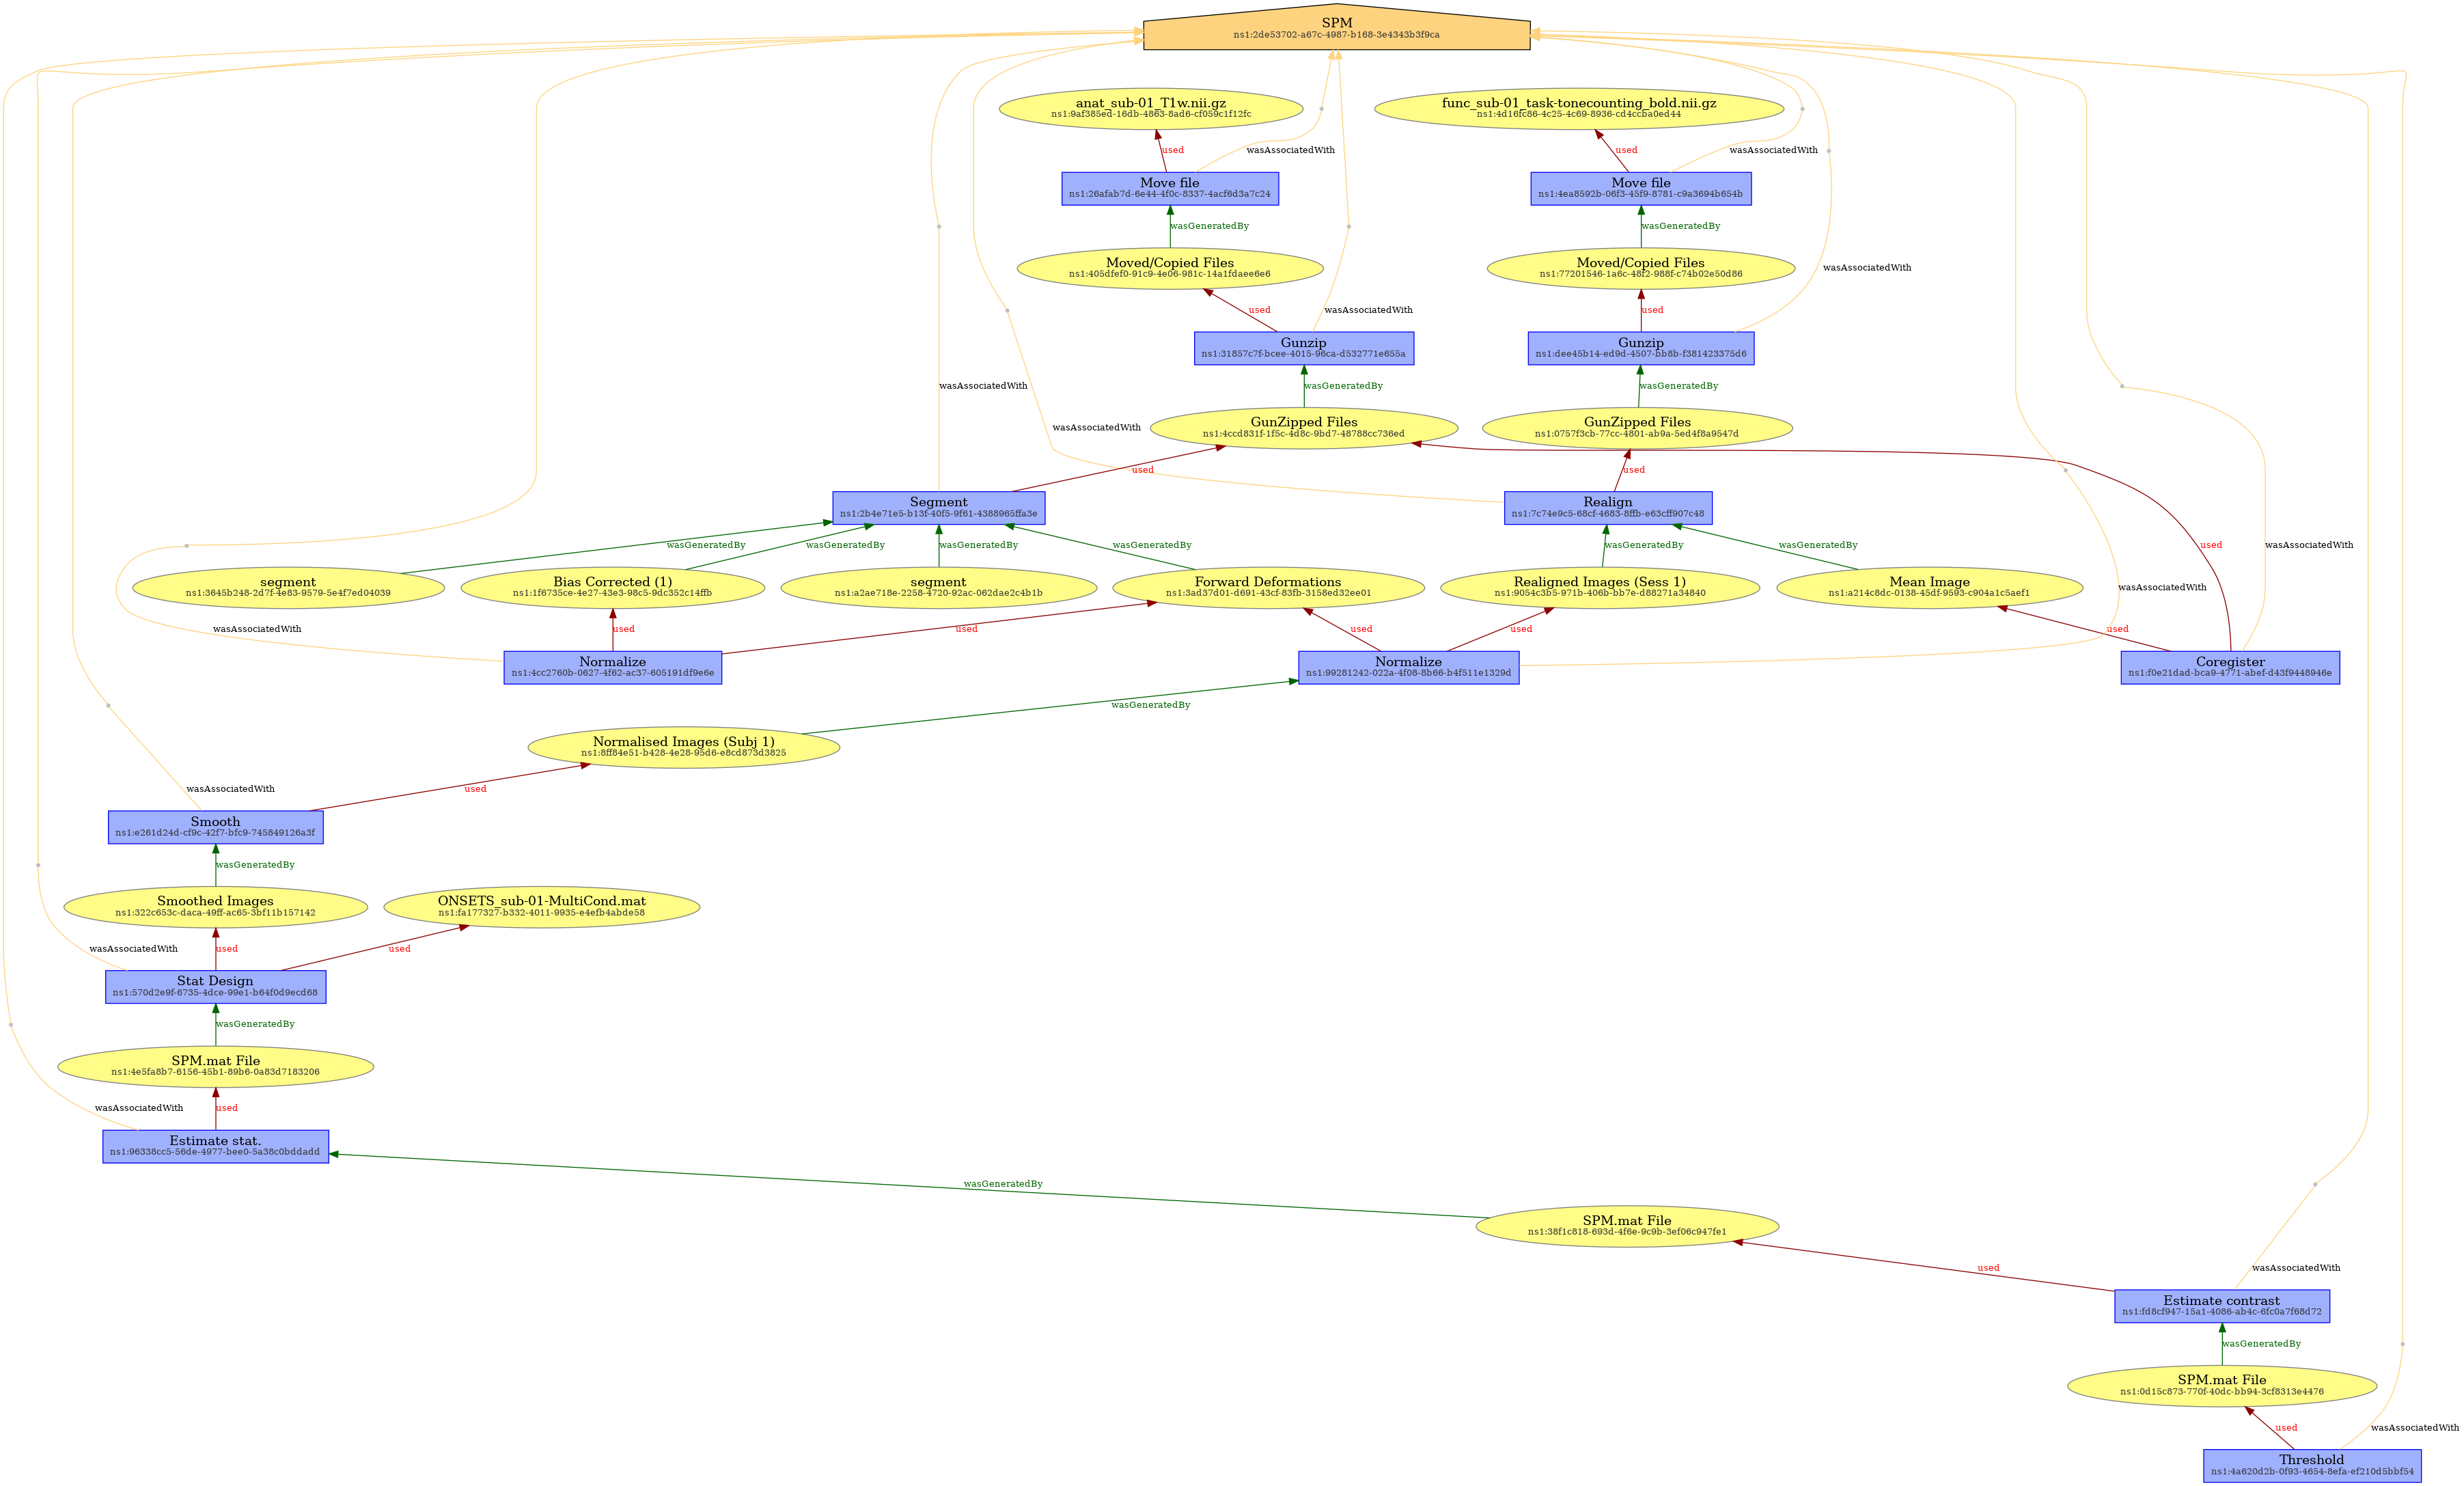 SPM
ns1:2de53702-a67c-4987-b168-3e4343b3f9ca
anat_sub-01_T1w.nii.gz
ns1:9af385ed-16db-4863-8ad6-cf059c1f12fc
func_sub-01_task-tonecounting_bold.nii.gz
ns1:4d16fc86-4c25-4c69-8936-cd4ccba0ed44
used
wasAssociatedWith
used
wasAssociatedWith
Move file
ns1:26afab7d-6e44-4f0c-8337-4acf6d3a7c24
Move file
ns1:4ea8592b-06f3-45f9-8781-c9a3694b654b
wasGeneratedBy
wasGeneratedBy
Moved/Copied Files
ns1:405dfef0-91c9-4e06-981c-14a1fdaee6e6
Moved/Copied Files
ns1:77201546-1a6c-48f2-988f-c74b02e50d86
wasAssociatedWith
used
wasAssociatedWith
used
Gunzip
ns1:31857c7f-bcee-4015-96ca-d532771e655a
Gunzip
ns1:dee45b14-ed9d-4507-bb8b-f381423375d6
wasAssociatedWith
wasGeneratedBy
wasGeneratedBy
wasAssociatedWith
GunZipped Files
ns1:4ccd831f-1f5c-4d8c-9bd7-48788cc736ed
GunZipped Files
ns1:0757f3cb-77cc-4801-ab9a-5ed4f8a9547d
used
used
Segment
ns1:2b4e71e5-b13f-40f5-9f61-4388965ffa3e
Realign
ns1:7c74e9c5-68cf-4683-8ffb-e63cff907c48
wasGeneratedBy
wasGeneratedBy
wasGeneratedBy
wasGeneratedBy
wasGeneratedBy
wasGeneratedBy
used
wasAssociatedWith
segment
ns1:3645b248-2d7f-4e83-9579-5e4f7ed04039
Bias Corrected (1)
ns1:1f6735ce-4e27-43e3-98c5-9dc352c14ffb
segment
ns1:a2ae718e-2258-4720-92ac-062dae2c4b1b
Forward Deformations
ns1:3ad37d01-d691-43cf-83fb-3158ed32ee01
Realigned Images (Sess 1)
ns1:9054c3b5-971b-406b-bb7e-d88271a34840
Mean Image
ns1:a214c8dc-0138-45df-9593-c904a1c5aef1
wasAssociatedWith
wasAssociatedWith
used
used
used
used
used
Normalize
ns1:4cc2760b-0627-4f62-ac37-605191df9e6e
Normalize
ns1:99281242-022a-4f08-8b66-b4f511e1329d
Coregister
ns1:f0e21dad-bca9-4771-abef-d43f9448946e
wasGeneratedBy
Normalised Images (Subj 1)
ns1:8ff84e51-b428-4e28-95d6-e8cd873d3825
wasAssociatedWith
used
Smooth
ns1:e261d24d-cf9c-42f7-bfc9-745849126a3f
wasGeneratedBy
Smoothed Images
ns1:322c653c-daca-49ff-ac65-3bf11b157142
ONSETS_sub-01-MultiCond.mat
ns1:fa177327-b332-4011-9935-e4efb4abde58
wasAssociatedWith
used
used
Stat Design
ns1:570d2e9f-6735-4dce-99e1-b64f0d9ecd68
wasGeneratedBy
SPM.mat File
ns1:4e5fa8b7-6156-45b1-89b6-0a83d7183206
wasAssociatedWith
used
Estimate stat.
ns1:96338cc5-56de-4977-bee0-5a38c0bddadd
wasGeneratedBy
SPM.mat File
ns1:38f1c818-693d-4f6e-9c9b-3ef06c947fe1
used
wasAssociatedWith
Estimate contrast
ns1:fd8cf947-15a1-4086-ab4c-6fc0a7f68d72
wasGeneratedBy
SPM.mat File
ns1:0d15c873-770f-40dc-bb94-3cf8313e4476
used
wasAssociatedWith
Threshold
ns1:4a620d2b-0f93-4654-8efa-ef210d5bbf54